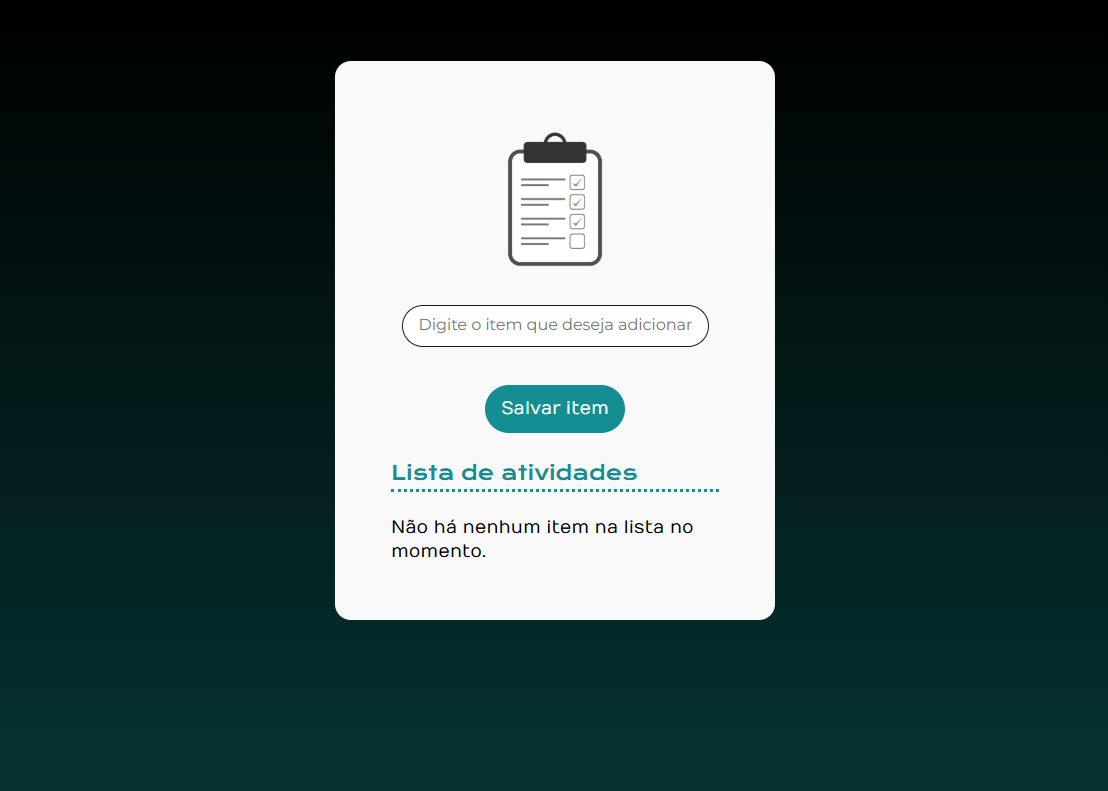 Digite o item que deseja adicionar
Salvar item
Lista de atividades
Não há nenhum item na lista no
momento.